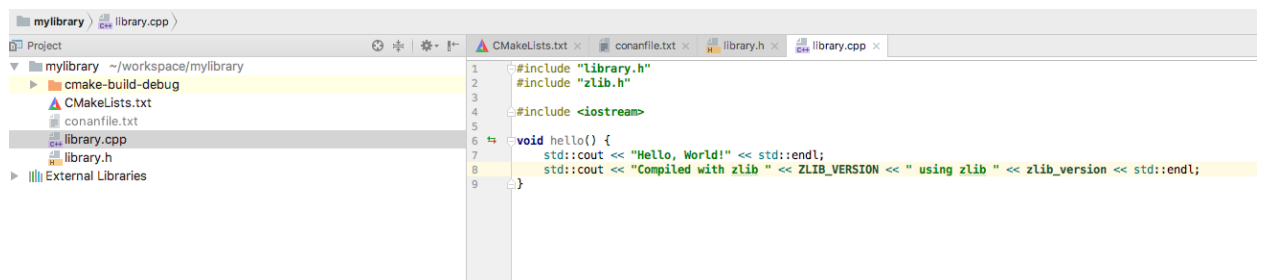 mylibrary library.cpp
Project
CMakeLists.txt conanfile.txt library.h library.cpp
mylibrary ~/workspace/mylibrary
cmake-build-debug
CMakeLists.txt
conanfile.txt
library.cpp
library.h
External Libraries
1 #include "library.h"
2 #include "zlib.h"
3
4 #include <iostream>
5
6 void hello() {
7 std::cout << "Hello, World!" << std::endl;
8 std::cout << "Compiled with zlib " << ZLIB_VERSION << " using zlib " << zlib_version << std::endl;
9 }